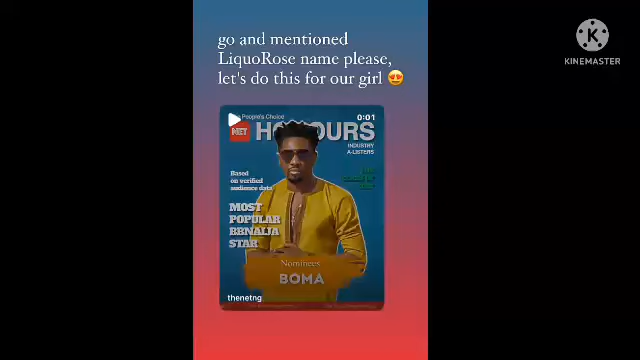 go and mentioned
LiquoRose name please,
let's do this for our girl 😍
People's Choice
0:01
NET HONOURS
INDUSTRY
A-LISTERS
Based
on verified
audience data
MOST
POPULAR
BBNAIJA
STAR
Nominees
BOMA
thenetng
K
KINEMASTER